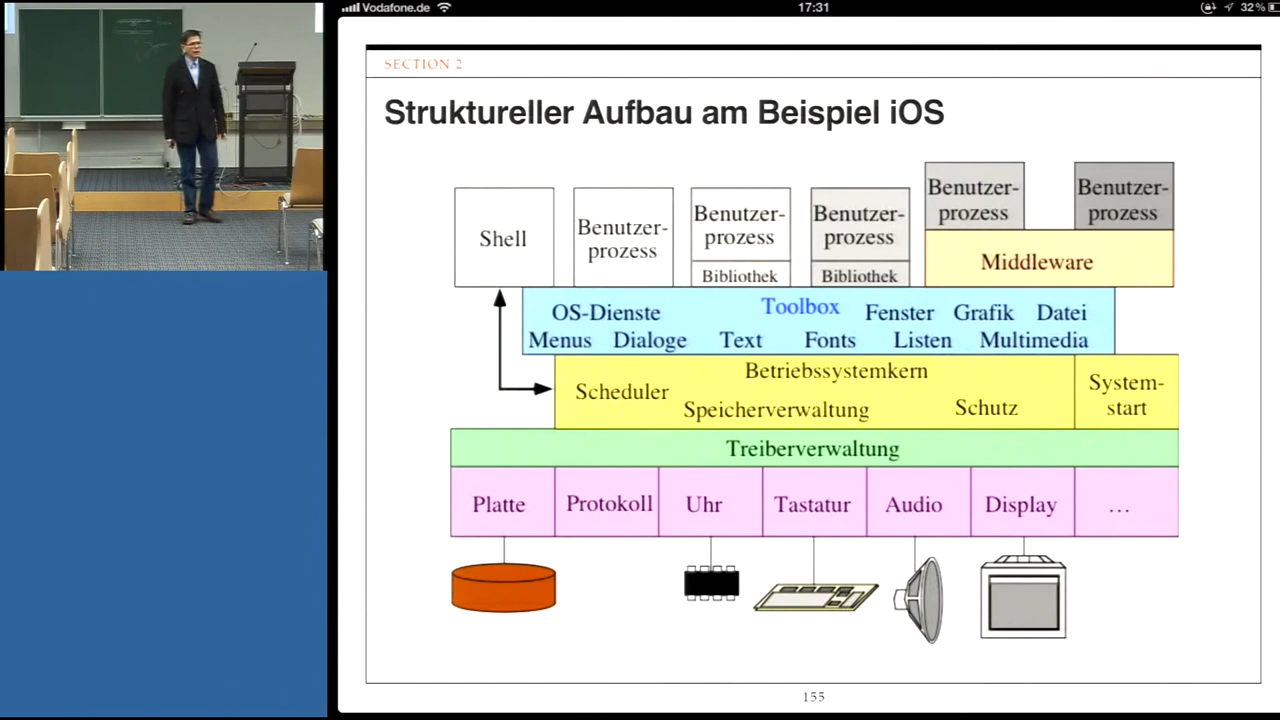 Vodafone.de 17:31 32%
SECTION 2
Struktureller Aufbau am Beispiel iOS
Shell
Benutzer-
prozess
Benutzer-
prozess
Bibliothek
Benutzer-
prozess
Bibliothek
Benutzer-
prozess
Benutzer-
prozess
Middleware
OS-Dienste Toolbox Fenster Grafik Datei
Menus Dialoge Text Fonts Listen Multimedia
Betriebssystemkern
Scheduler
Speicherverwaltung Schutz
System-
start
Treiberverwaltung
Platte Protokoll Uhr Tastatur Audio Display ...
155